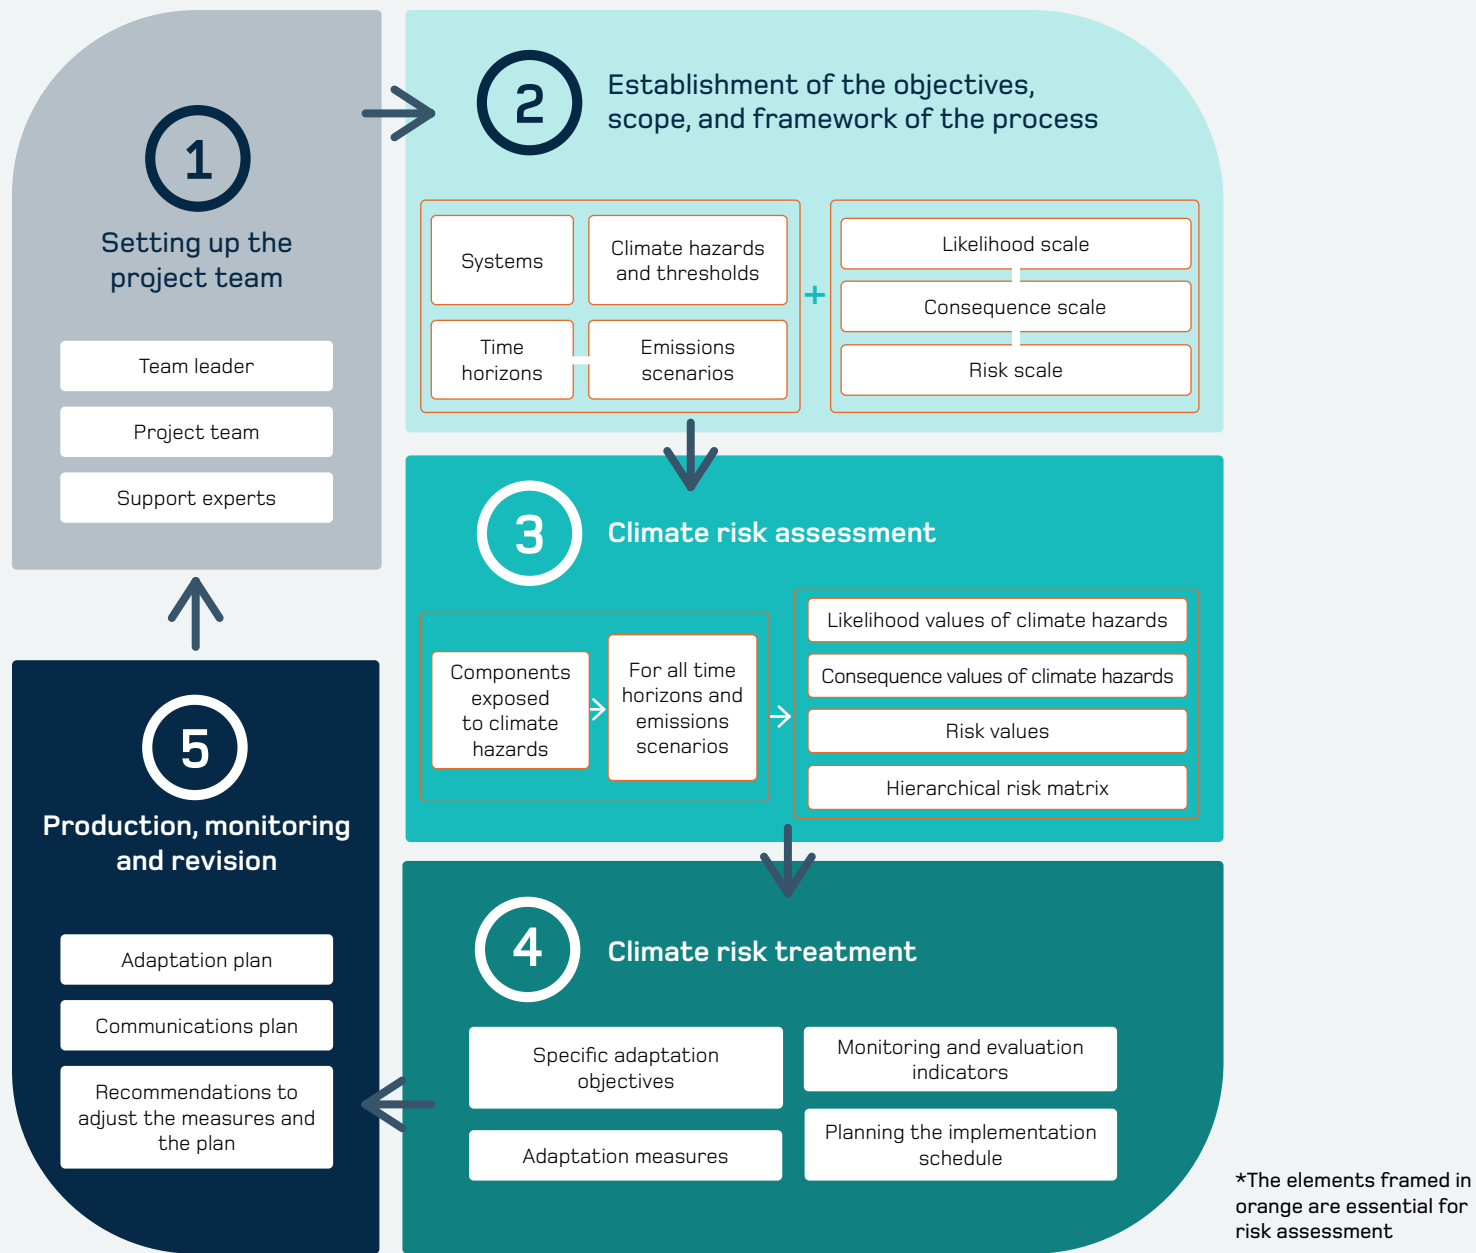 1
Setting up the
project team
Team leader
Project team
Support experts
2
Establishment of the objectives,
scope, and framework of the process
Systems
Climate hazards
and thresholds
Time
horizons
Emissions
scenarios
+
Likelihood scale
Consequence scale
Risk scale
3
Climate risk assessment
Components
exposed
to climate
hazards
For all time
horizons and
emissions
scenarios
Likelihood values of climate hazards
Consequence values of climate hazards
Risk values
Hierarchical risk matrix
4
Climate risk treatment
Specific adaptation
objectives
Adaptation measures
Monitoring and evaluation
indicators
Planning the implementation
schedule
5
Production, monitoring
and revision
Adaptation plan
Communications plan
Recommendations to
adjust the measures and
the plan
*The elements framed in
orange are essential for
risk assessment